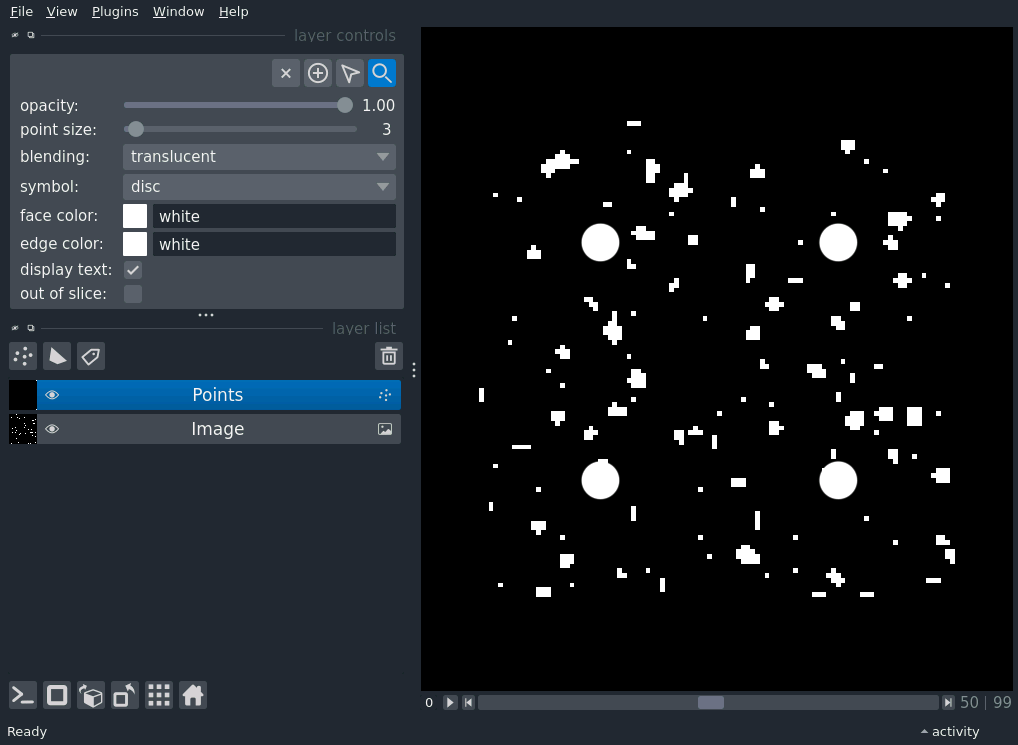 File View Plugins Window Help
layer controls
opacity: 1.00
point size: 3
blending: translucent
symbol: disc
face color: white
edge color: white
display text:
out of slice:
layer list
Points
Image
0 50 | 99
Ready activity